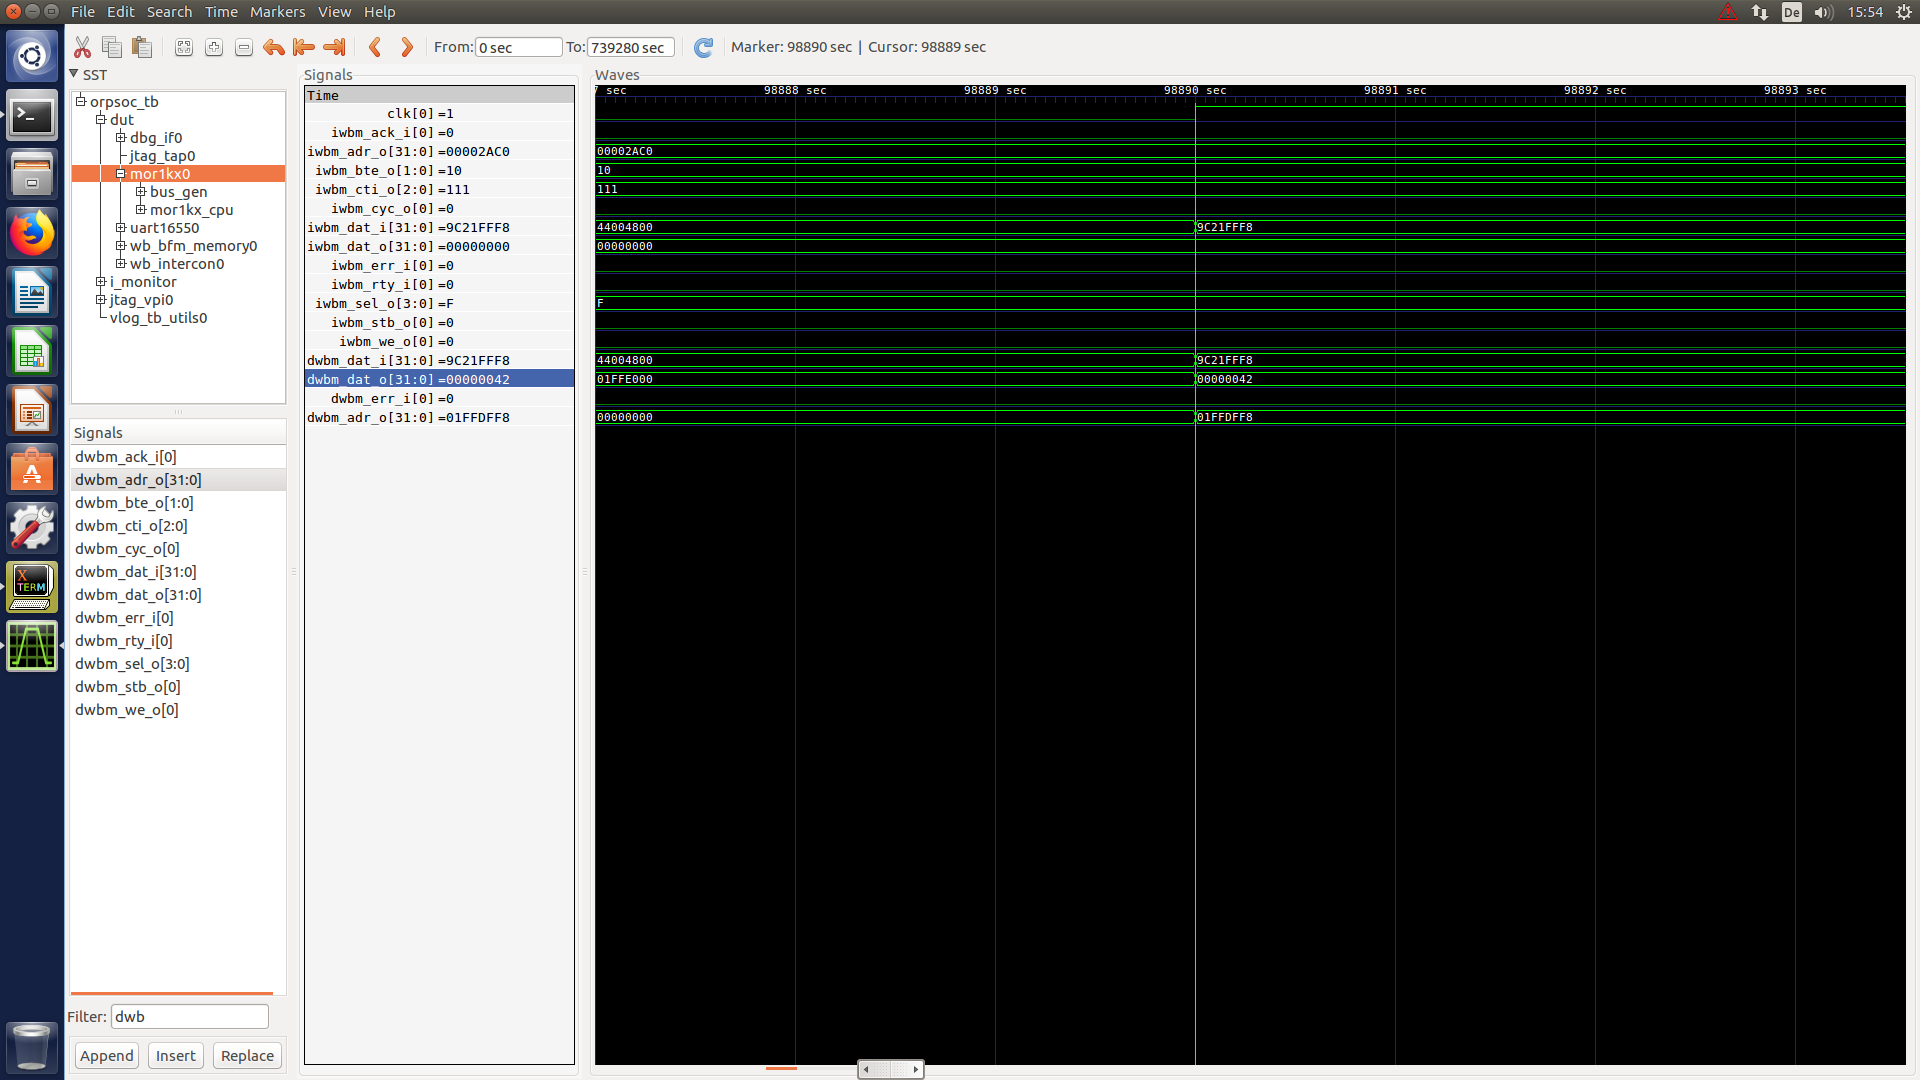 File Edit Search Time Markers View Help
De 15:54
From: 0 sec To: 739280 sec Marker: 98890 sec | Cursor: 98889 sec
SST
orpsoc_tb
dut
dbg_if0
jtag_tap0
mor1kx0
bus_gen
mor1kx_cpu
uart16550
wb_bfm_memory0
wb_intercon0
i_monitor
jtag_vpi0
vlog_tb_utils0
Signals
dwbm_ack_i[0]
dwbm_adr_o[31:0]
dwbm_bte_o[1:0]
dwbm_cti_o[2:0]
dwbm_cyc_o[0]
dwbm_dat_i[31:0]
dwbm_dat_o[31:0]
dwbm_err_i[0]
dwbm_rty_i[0]
dwbm_sel_o[3:0]
dwbm_stb_o[0]
dwbm_we_o[0]
Filter: dwb
Append Insert Replace
Signals
Time
clk[0] =1
iwbm_ack_i[0] =0
iwbm_adr_o[31:0] =00002AC0
iwbm_bte_o[1:0] =10
iwbm_cti_o[2:0] =111
iwbm_cyc_o[0] =0
iwbm_dat_i[31:0] =9C21FFF8
iwbm_dat_o[31:0] =00000000
iwbm_err_i[0] =0
iwbm_rty_i[0] =0
iwbm_sel_o[3:0] =F
iwbm_stb_o[0] =0
iwbm_we_o[0] =0
dwbm_dat_i[31:0] =9C21FFF8
dwbm_dat_o[31:0] =00000042
dwbm_err_i[0] =0
dwbm_adr_o[31:0] =01FFDFF8
Waves
7 sec 98888 sec 98889 sec 98890 sec 98891 sec 98892 sec 98893 sec
00002AC0
10
111
44004800 9C21FFF8
00000000
F
44004800 9C21FFF8
01FFE000 00000042
00000000 01FFDFF8
X
TERM